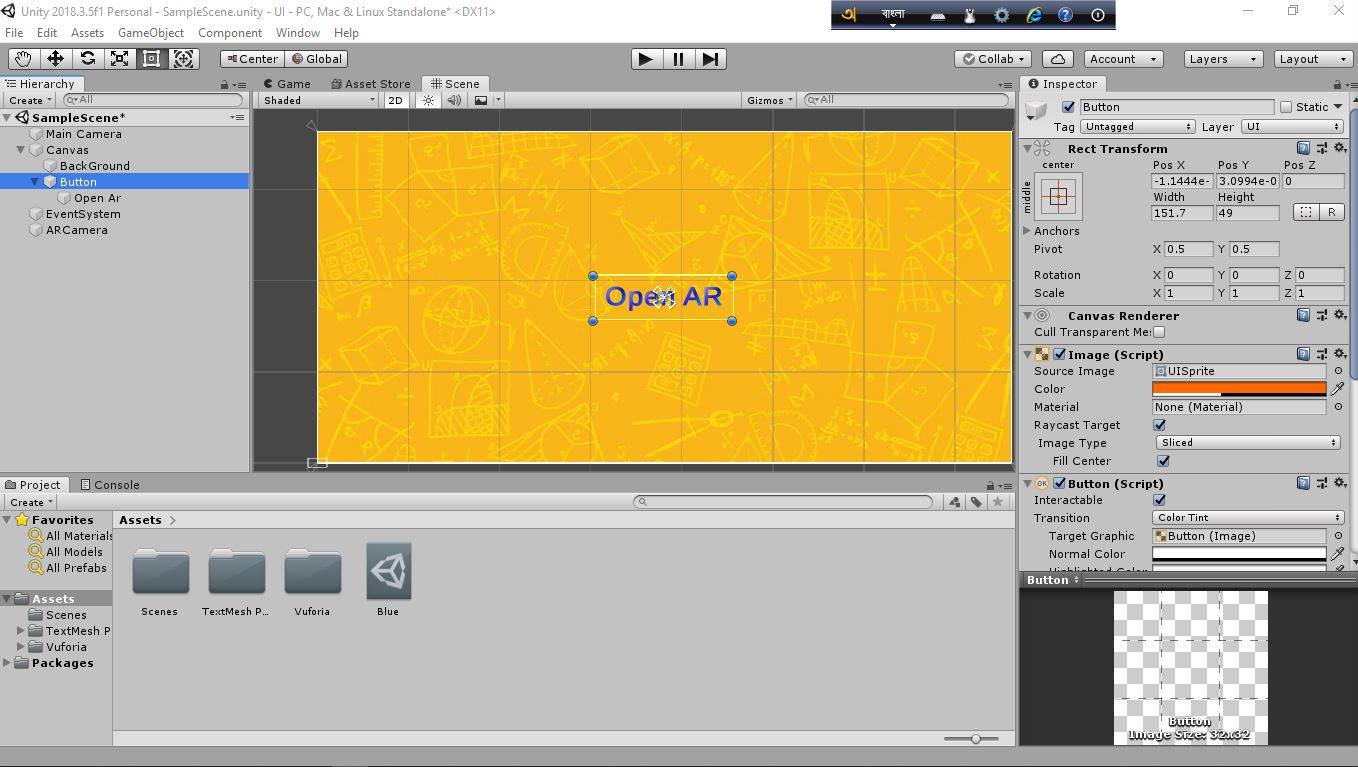 Unity 2018.3.5f1 Personal - SampleScene.unity - UI - PC, Mac & Linux Standalone* <DX11>
অ বাংলা
File Edit Assets GameObject Component Window Help
Center Global Collab Account Layers Layout
Hierarchy
Create All
SampleScene*
Main Camera
Canvas
BackGround
Button
Open Ar
EventSystem
ARCamera
Game Asset Store Scene
Shaded 2D Gizmos All
Open AR
Inspector
Button Static
Tag Untagged Layer UI
Rect Transform
center
middle
Pos X Pos Y Pos Z
-1.1444e- 3.0994e-0 0
Width Height
151.7 49
R
Anchors
Pivot X 0.5 Y 0.5
Rotation X 0 Y 0 Z 0
Scale X 1 Y 1 Z 1
Canvas Renderer
Cull Transparent Me
Image (Script)
Source Image UISprite
Color
Material None (Material)
Raycast Target
Image Type Sliced
Fill Center
OK Button (Script)
Interactable
Transition Color Tint
Target Graphic Button (Image)
Normal Color
Highlighted Color
Button
Button
Image Size: 32x32
Project Console
Create
Favorites
All Materials
All Models
All Prefabs
Assets
Scenes
TextMesh P
Vuforia
Packages
Assets
Scenes TextMesh P... Vuforia Blue